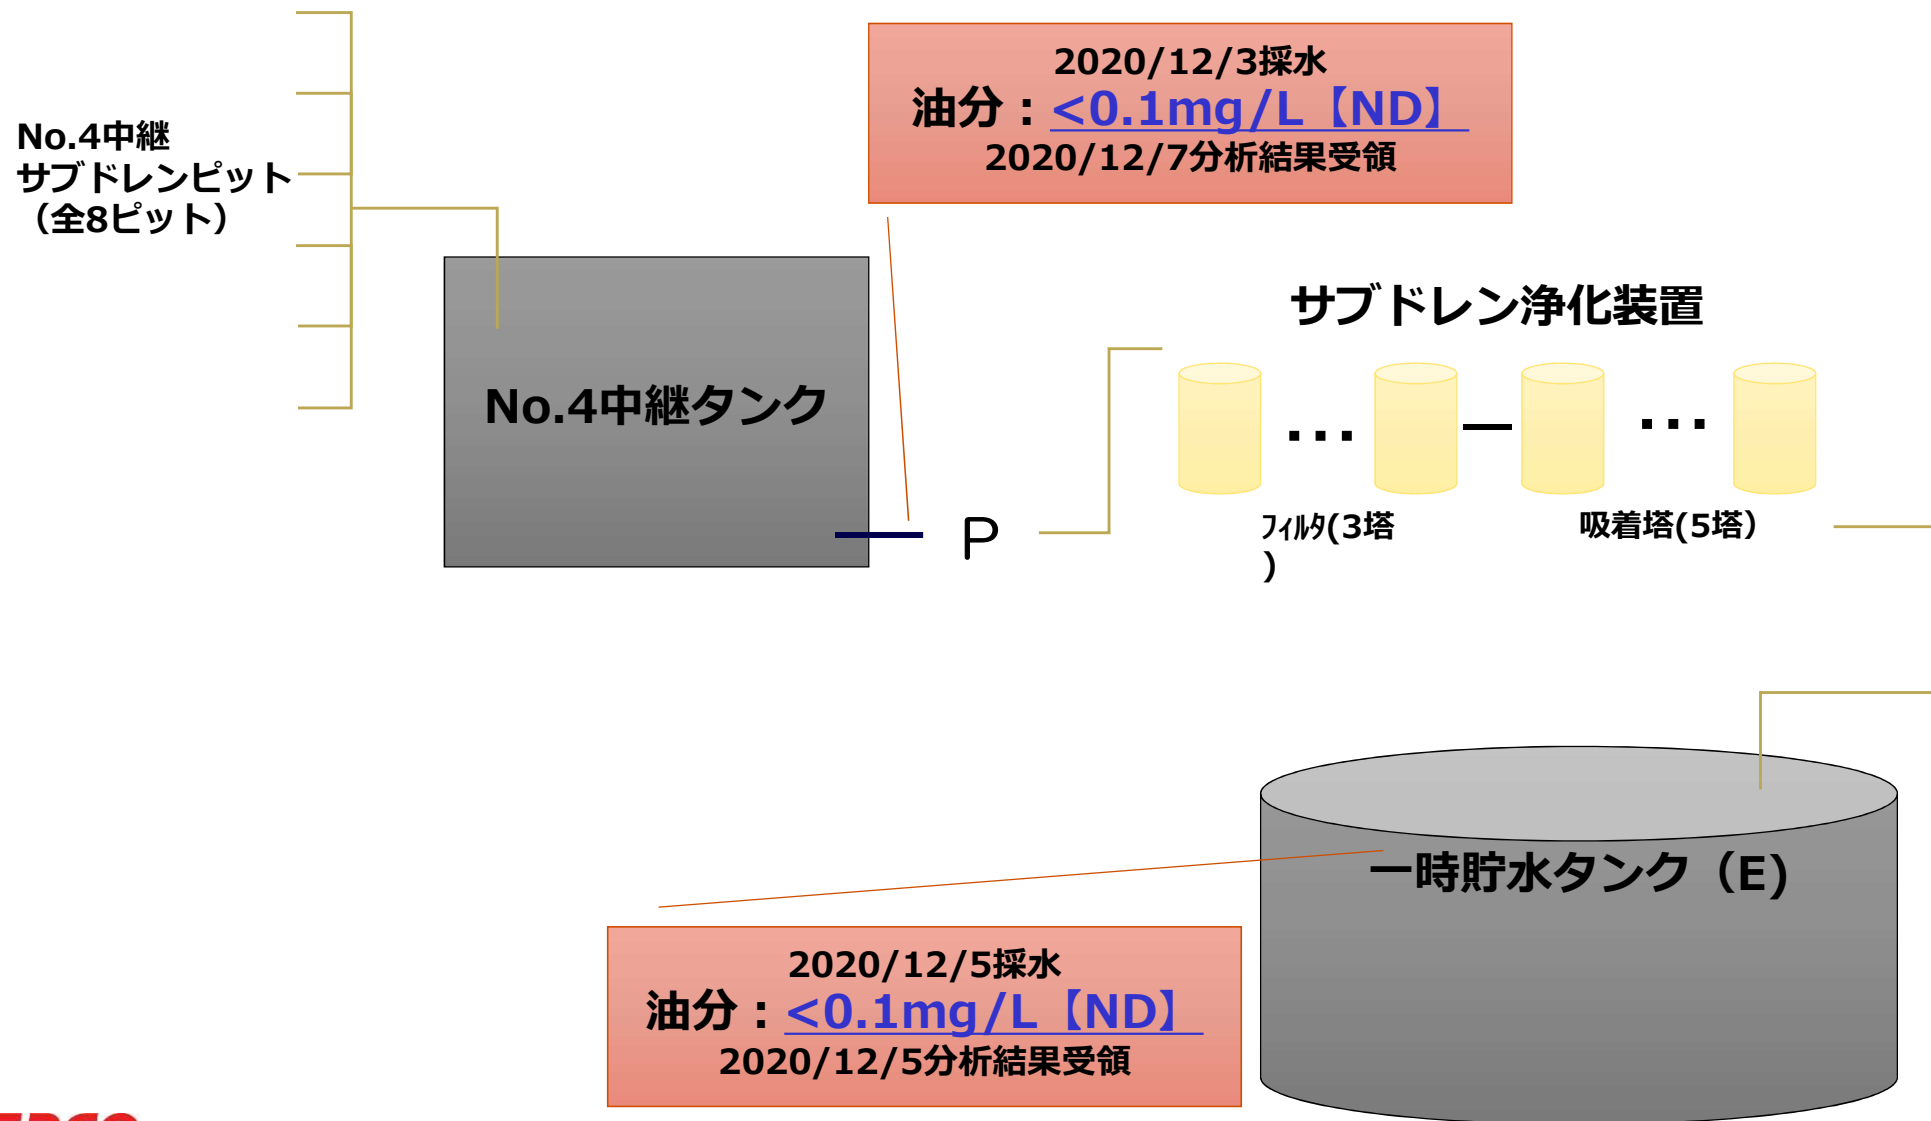 2020/12/3採水
油分：<0.1mg/L【ND】
2020/12/7分析結果受領
No.4中継
サブドレンピット
（全8ピット）
サブドレン浄化装置
No.4中継タンク
･･･
･･･
P
ﾌｨﾙﾀ(3塔
)
吸着塔(5塔）
一時貯水タンク（E)
2020/12/5採水
油分：<0.1mg/L【ND】
2020/12/5分析結果受領